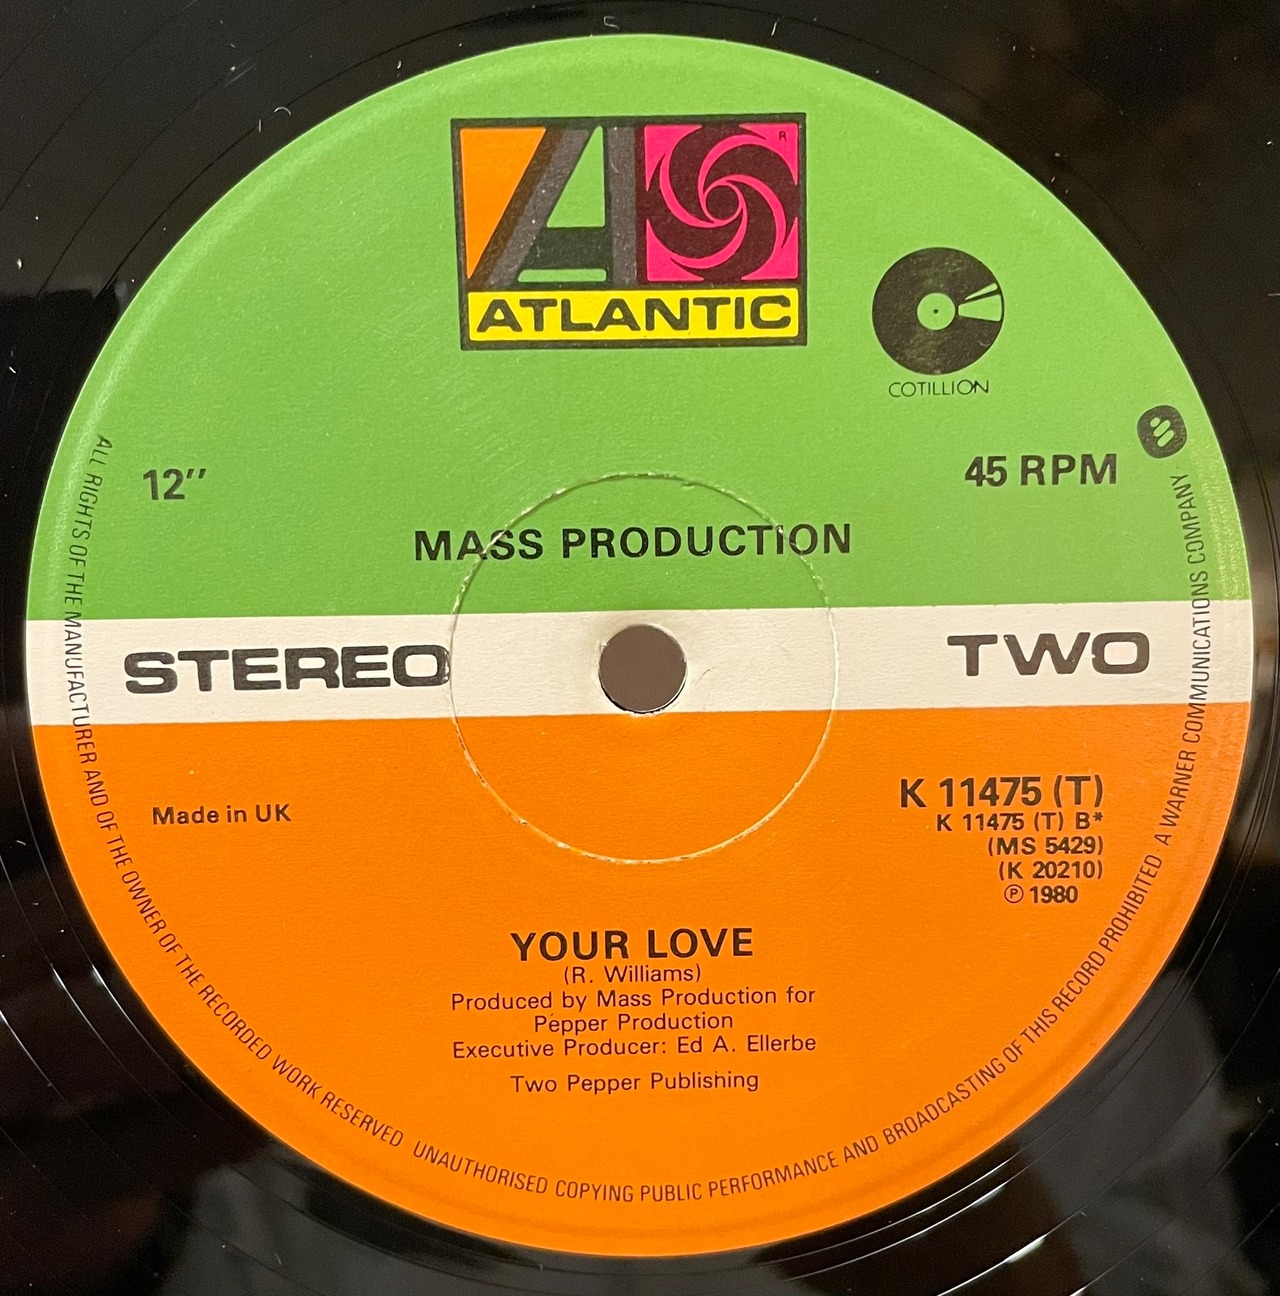 ATLANTIC
R
COTILLION
12"
45 RPM
MASS PRODUCTION
STEREO
TWO
Made in UK
K 11475 (T)
K 11475 (T) B*
(MS 5429)
(K 20210)
℗ 1980
YOUR LOVE
(R. Williams)
Produced by Mass Production for
Pepper Production
Executive Producer: Ed A. Ellerbe
Two Pepper Publishing
ALL RIGHTS OF THE MANUFACTURER AND OF THE OWNER OF THE RECORDED WORK RESERVED UNAUTHORISED COPYING PUBLIC PERFORMANCE AND BROADCASTING OF THIS RECORD PROHIBITED A WARNER COMMUNICATIONS COMPANY